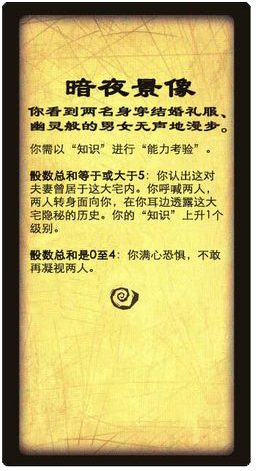 暗夜景像
你看到两名身穿结婚礼服、
幽灵般的男女无声地漫步。
你需以“知识”进行“能力考验”。
骰数总和等于或大于5：你认出这对
夫妻曾居于这大宅内。你呼喊两人，
两人转身面向你，在你耳边透露这大
宅隐秘的历史。你的“知识”上升1个
级别。
骰数总和是0至4：你满心恐惧，不敢
再凝视两人。